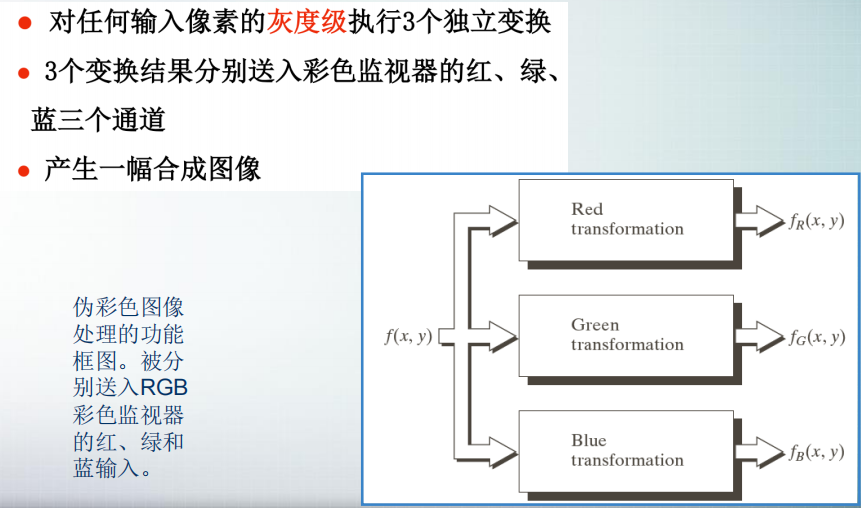 对任何输入像素的灰度级执行3个独立变换
3个变换结果分别送入彩色监视器的红、绿、
蓝三个通道
产生一幅合成图像
伪彩色图像
处理的功能
框图。被分
别送入RGB
彩色监视器
的红、绿和
蓝输入。
f(x, y)
Red
transformation
fR(x, y)
Green
transformation
fG(x, y)
Blue
transformation
fB(x, y)